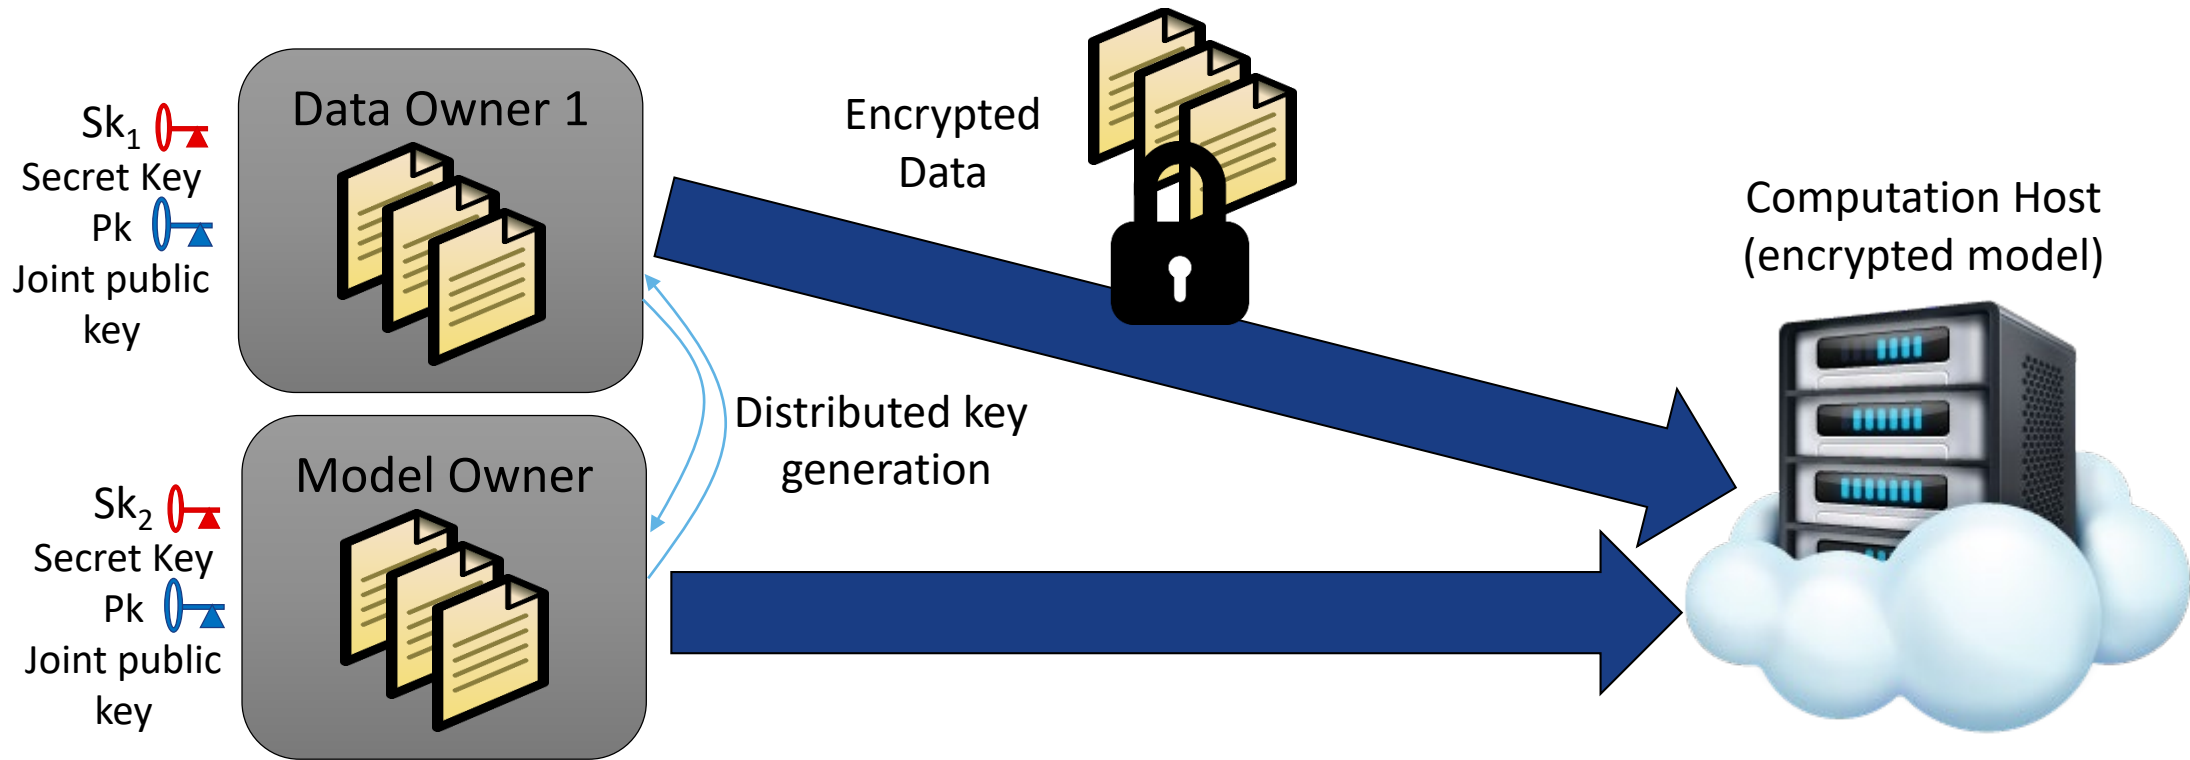 Data Owner 1
Sk1
Secret Key
Pk
Joint public
key
Encrypted
Data
Computation Host
(encrypted model)
Distributed key
generation
Model Owner
Sk2
Secret Key
Pk
Joint public
key